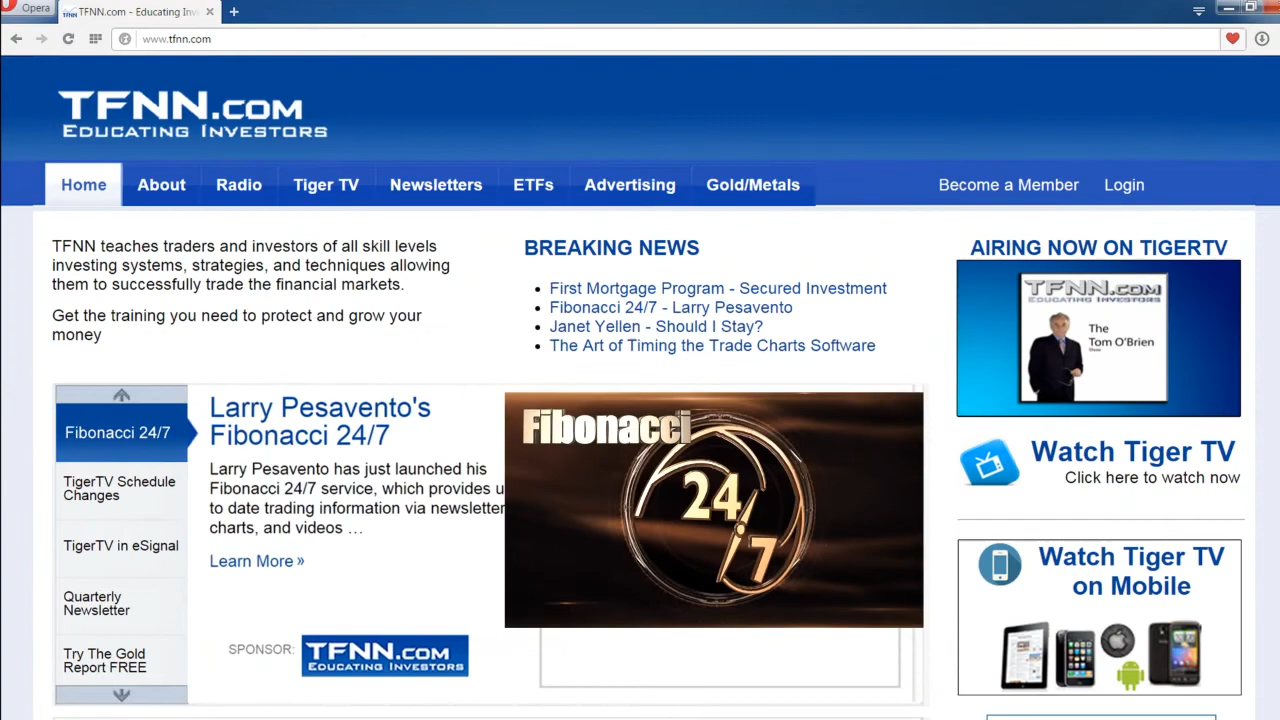 Opera
TFNN.com - Educating Inv
www.tfnn.com
TFNN.COM
EDUCATING INVESTORS
Home
About
Radio
Tiger TV
Newsletters
ETFs
Advertising
Gold/Metals
Become a Member
Login
TFNN teaches traders and investors of all skill levels
investing systems, strategies, and techniques allowing
them to successfully trade the financial markets.
Get the training you need to protect and grow your
money
BREAKING NEWS
First Mortgage Program - Secured Investment
Fibonacci 24/7 - Larry Pesavento
Janet Yellen - Should I Stay?
The Art of Timing the Trade Charts Software
AIRING NOW ON TIGERTV
TFNN.COM
EDUCATING INVESTORS
The
Tom O'Brien
Show
Watch Tiger TV
Click here to watch now
Watch Tiger TV
on Mobile
Fibonacci 24/7
TigerTV Schedule
Changes
TigerTV in eSignal
Quarterly
Newsletter
Try The Gold
Report FREE
Larry Pesavento's
Fibonacci 24/7
Larry Pesavento has just launched his
Fibonacci 24/7 service, which provides u
to date trading information via newsletter
charts, and videos …
Learn More »
Fibonacci
24/7
SPONSOR:
TFNN.COM
EDUCATING INVESTORS